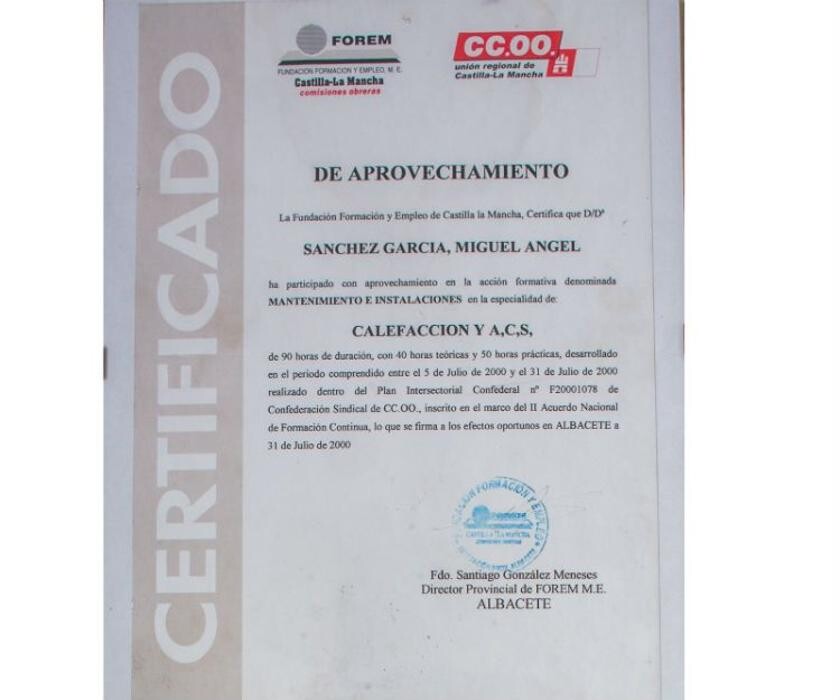 CERTIFICADO
FOREM
FUNDACIÓN FORMACION Y EMPLEO, M. E.
Castilla-La Mancha
comisiones obreras
CC.OO.
unión regional de
Castilla-La Mancha
DE APROVECHAMIENTO
La Fundación Formación y Empleo de Castilla la Mancha, Certifica que D/Dª
SANCHEZ GARCIA, MIGUEL ANGEL
ha participado con aprovechamiento en la acción formativa denominada
MANTENIMIENTO E INSTALACIONES en la especialidad de:
CALEFACCION Y A,C,S,
de 90 horas de duración, con 40 horas teóricas y 50 horas prácticas, desarrollado
en el periodo comprendido entre el 5 de Julio de 2000 y el 31 de Julio de 2000
realizado dentro del Plan Intersectorial Confederal nº F20001078 de
Confederación Sindical de CC.OO., inscrito en el marco del II Acuerdo Nacional
de Formación Continua, lo que se firma a los efectos oportunos en ALBACETE a
31 de Julio de 2000
FORMACIÓN Y EMPLEO
CASTILLA LA MANCHA
Fdo. Santiago González Meneses
Director Provincial de FOREM M.E.
ALBACETE